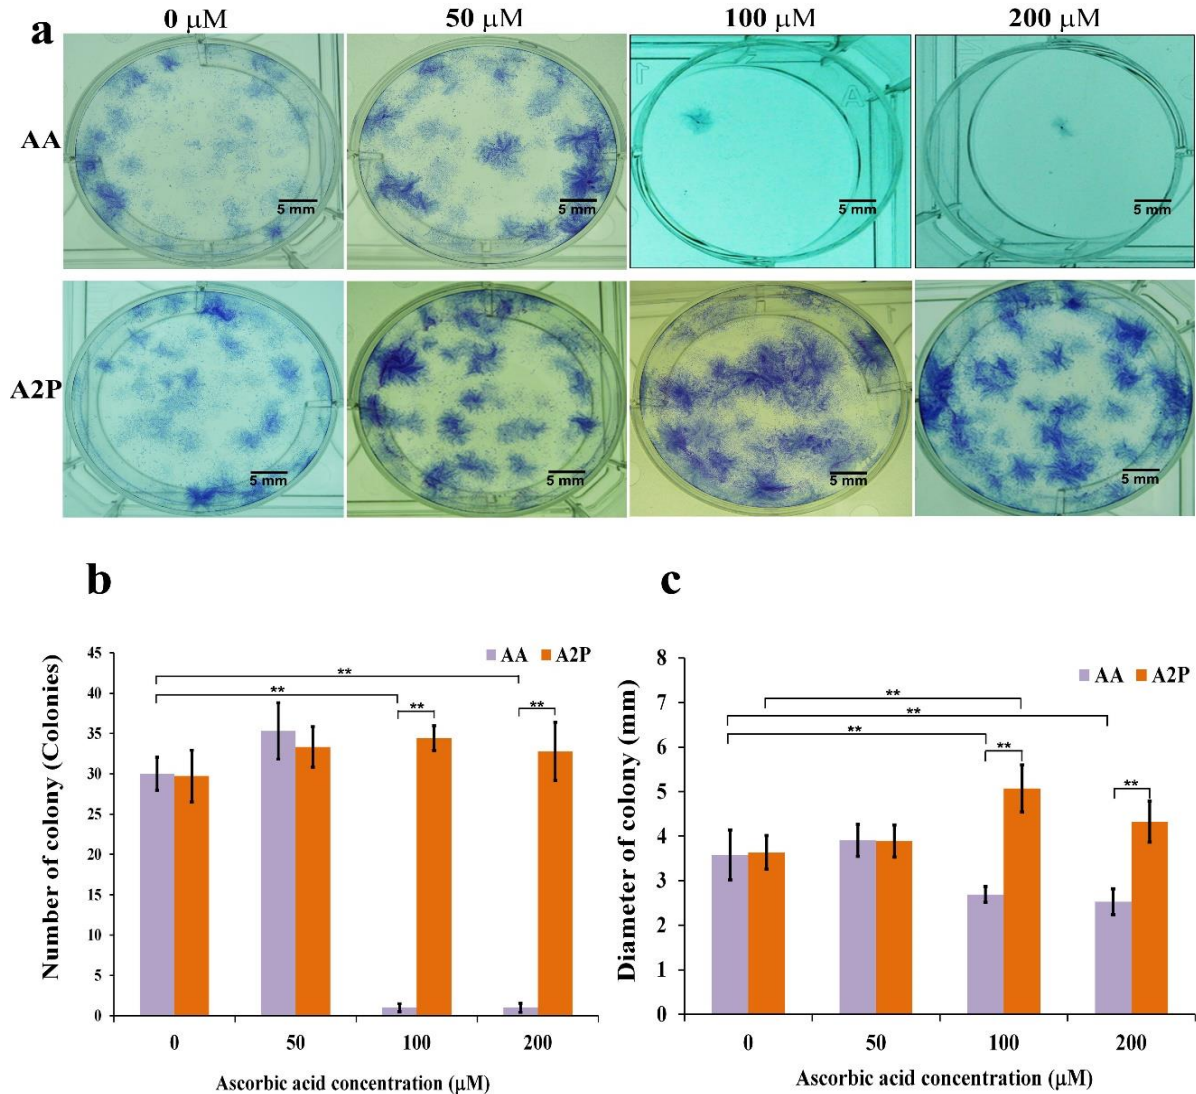 a
0 μM 50 μM 100 μM 200 μM
AA
5 mm 5 mm 5 mm 5 mm
A2P
5 mm 5 mm 5 mm 5 mm
b
Number of colony (Colonies)
45
40
35
30
25
20
15
10
5
0
AA A2P
**
**
** **
0 50 100 200
Ascorbic acid concentration (μM)
c
Diameter of colony (mm)
8
7
6
5
4
3
2
1
0
AA A2P
**
**
**
**
**
0 50 100 200
Ascorbic acid concentration (μM)